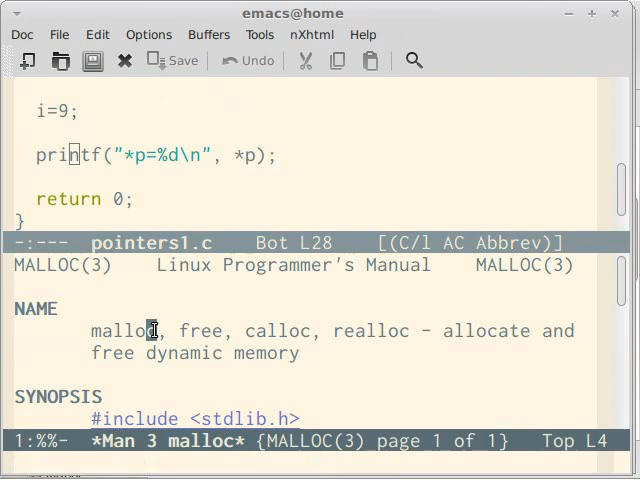 emacs@home
Doc File Edit Options Buffers Tools nXhtml Help
Save Undo
i=9;
printf("*p=%d\n", *p);
return 0;
}
-:--- pointers1.c Bot L28 [(C/l AC Abbrev)]
MALLOC(3) Linux Programmer's Manual MALLOC(3)
NAME
malloc, free, calloc, realloc - allocate and
free dynamic memory
SYNOPSIS
#include <stdlib.h>
1:%%- *Man 3 malloc* {MALLOC(3) page 1 of 1} Top L4